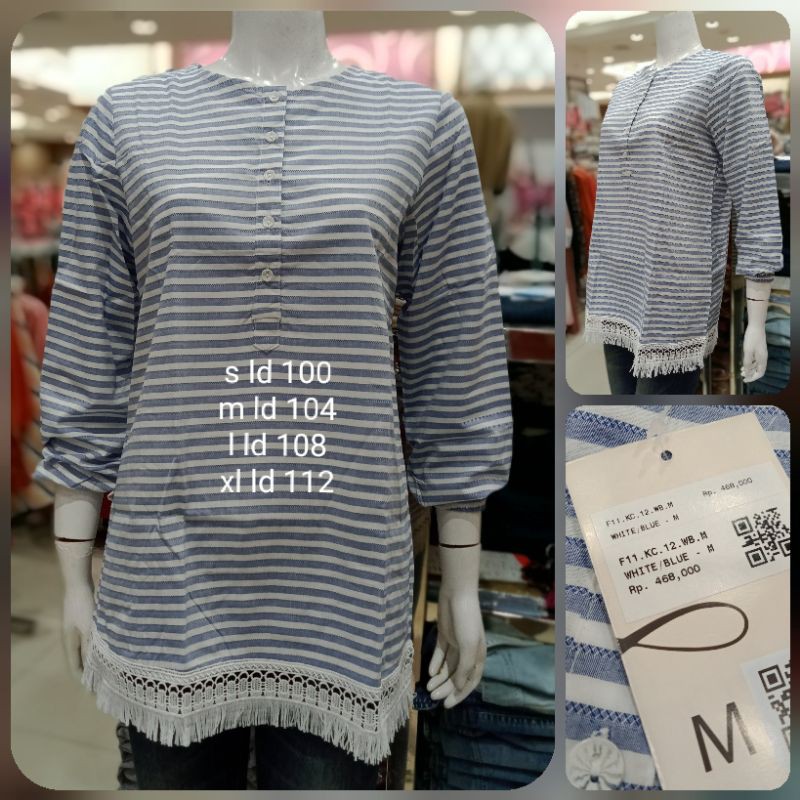 s ld 100
m ld 104
l ld 108
xl ld 112
F11.KC.12.WB.M Rp. 468,000
WHITE/BLUE - M
F11.KC.12.WB.M
WHITE/BLUE - M
Rp. 468,000
M